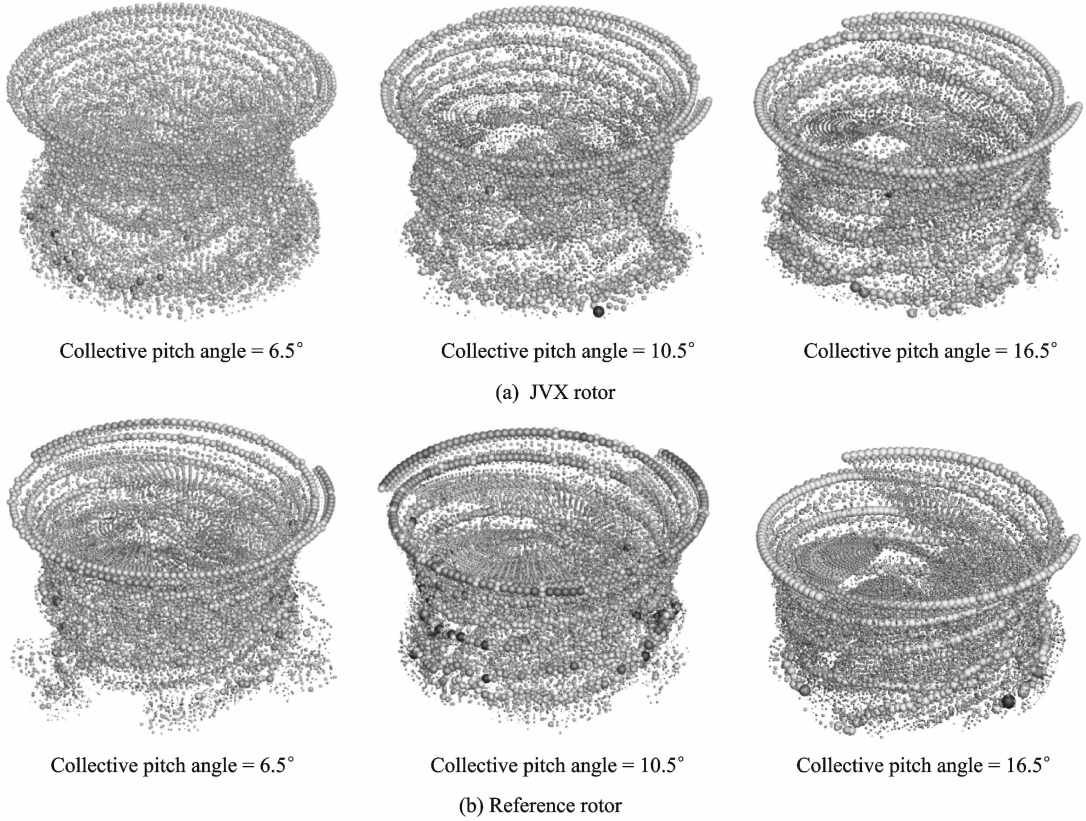 Collective pitch angle = 6.5° Collective pitch angle = 10.5° Collective pitch angle = 16.5°
(a) JVX rotor
Collective pitch angle = 6.5° Collective pitch angle = 10.5° Collective pitch angle = 16.5°
(b) Reference rotor